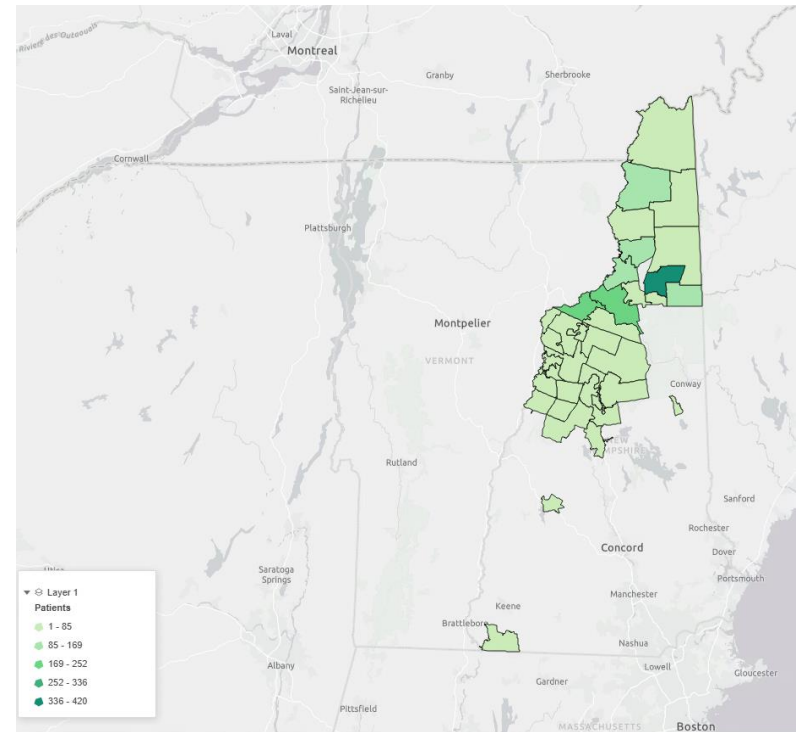 Rivière des Outaouais
Laval
Montreal
Granby
Sherbrooke
Saint-Jean-sur-
Richelieu
Cornwall
Plattsburgh
Montpelier
VERMONT
Conway
NEW
HAMPSHIRE
Rutland
Sanford
Rochester
Concord
Dover
Saratoga
Springs
Portsmouth
Manchester
Keene
Brattleboro
Nashua
Albany
Lowell
Gloucester
Gardner
Pittsfield
MASSACHUSETTS
Boston
Layer 1
Patients
1 - 85
85 - 169
169 - 252
252 - 336
336 - 420